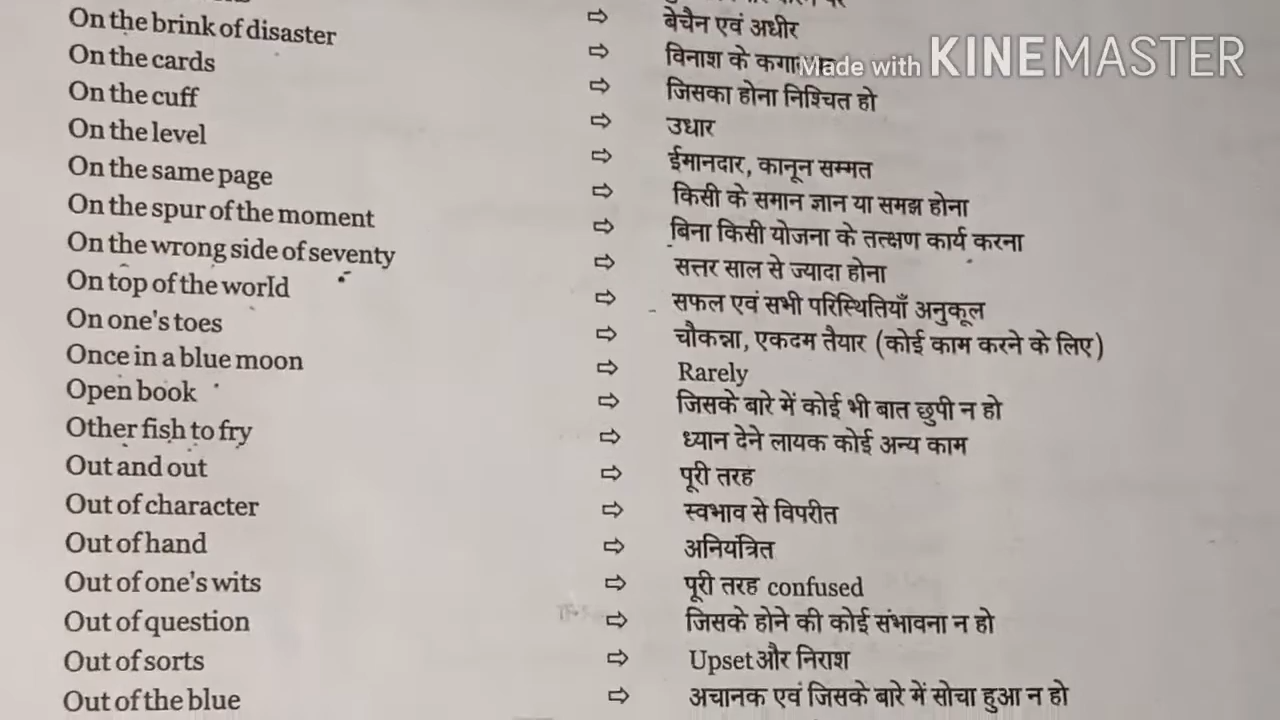 ⇨ बेचैन एवं अधीर
Made with KINEMASTER
On the brink of disaster ⇨ विनाश के
On the cards ⇨ जिसका होना निश्चित हो
On the cuff ⇨ उधार
On the level ⇨ ईमानदार, कानून सम्मत
On the same page ⇨ किसी के समान ज्ञान या समझ होना
On the spur of the moment ⇨ बिना किसी योजना के तत्क्षण कार्य करना
On the wrong side of seventy ⇨ सत्तर साल से ज्यादा होना
On top of the world ⇨ सफल एवं सभी परिस्थितियाँ अनुकूल
On one's toes ⇨ चौकन्ना, एकदम तैयार (कोई काम करने के लिए)
Once in a blue moon ⇨ Rarely
Open book ⇨ जिसके बारे में कोई भी बात छुपी न हो
Other fish to fry ⇨ ध्यान देने लायक कोई अन्य काम
Out and out ⇨ पूरी तरह
Out of character ⇨ स्वभाव से विपरीत
Out of hand ⇨ अनियंत्रित
Out of one's wits ⇨ पूरी तरह confused
Out of question ⇨ जिसके होने की कोई संभावना न हो
Out of sorts ⇨ Upset और निराश
Out of the blue ⇨ अचानक एवं जिसके बारे में सोचा हुआ न हो